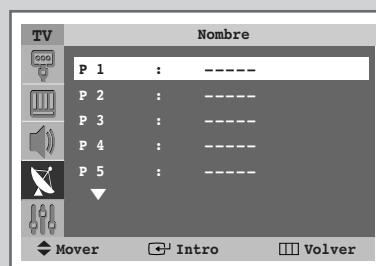 TV Nombre
P 1 : -----
P 2 : -----
P 3 : -----
P 4 : -----
P 5 : -----
Mover Intro Volver